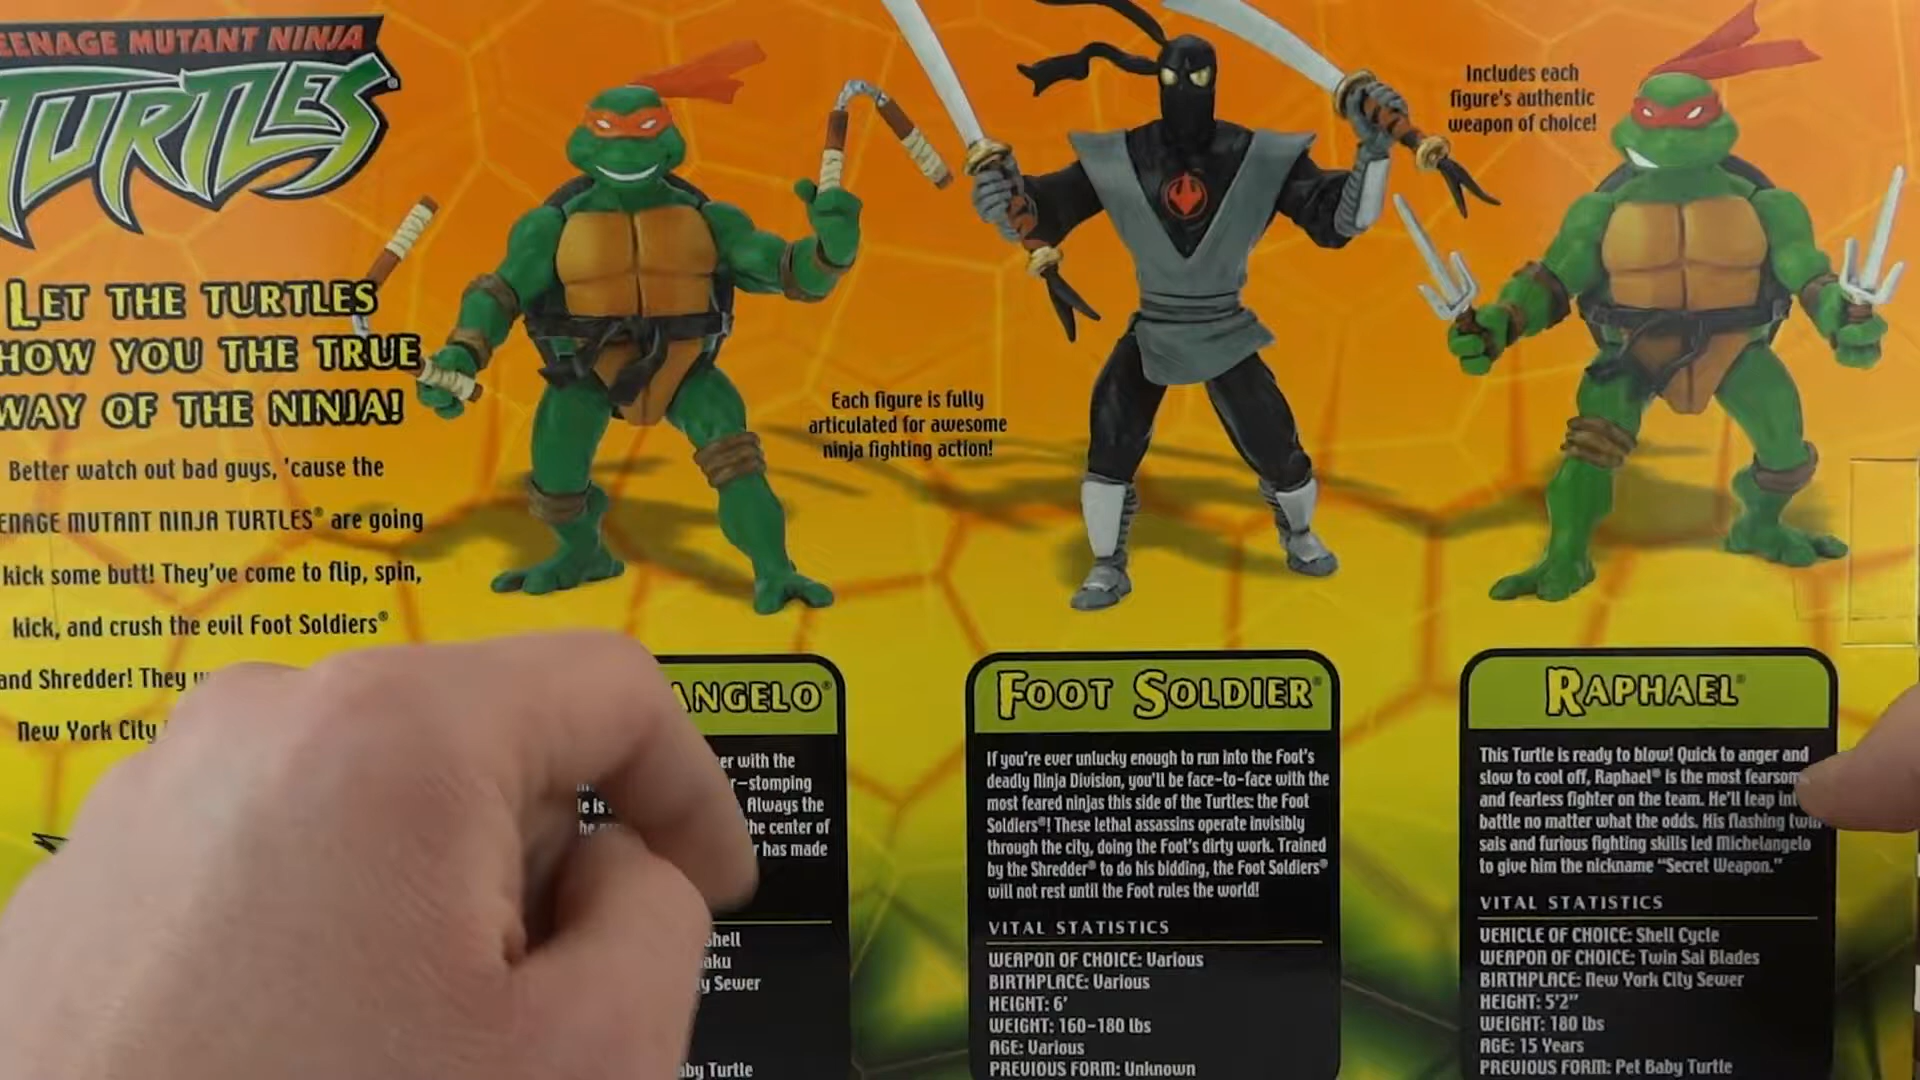 EENAGE MUTANT NINJA
TURTLES®
LET THE TURTLES
HOW YOU THE TRUE
WAY OF THE NINJA!
Better watch out bad guys, 'cause the
ENAGE MUTANT NINJA TURTLES® are going
kick some butt! They've come to flip, spin,
kick, and crush the evil Foot Soldiers®
and Shredder! They
New York City
Each figure is fully
articulated for awesome
ninja fighting action!
Includes each
figure's authentic
weapon of choice!
ANGELO®
er with the
r-stomping
le is Always the
he center of
has made
Shell
aku
y Sewer
aby Turtle
FOOT SOLDIER®
If you're ever unlucky enough to run into the Foot's
deadly Ninja Division, you'll be face-to-face with the
most feared ninjas this side of the Turtles: the Foot
Soldiers®! These lethal assassins operate invisibly
through the city, doing the Foot's dirty work. Trained
by the Shredder® to do his bidding, the Foot Soldiers®
will not rest until the Foot rules the world!
VITAL STATISTICS
WEAPON OF CHOICE: Various
BIRTHPLACE: Various
HEIGHT: 6'
WEIGHT: 160-180 lbs
AGE: Various
PREVIOUS FORM: Unknown
RAPHAEL®
This Turtle is ready to blow! Quick to anger and
slow to cool off, Raphael® is the most fearsom
and fearless fighter on the team. He'll leap int
battle no matter what the odds. His flashing twin
sais and furious fighting skills led Michelangelo
to give him the nickname "Secret Weapon."
VITAL STATISTICS
VEHICLE OF CHOICE: Shell Cycle
WEAPON OF CHOICE: Twin Sai Blades
BIRTHPLACE: New York City Sewer
HEIGHT: 5'2"
WEIGHT: 180 lbs
AGE: 15 Years
PREVIOUS FORM: Pet Baby Turtle